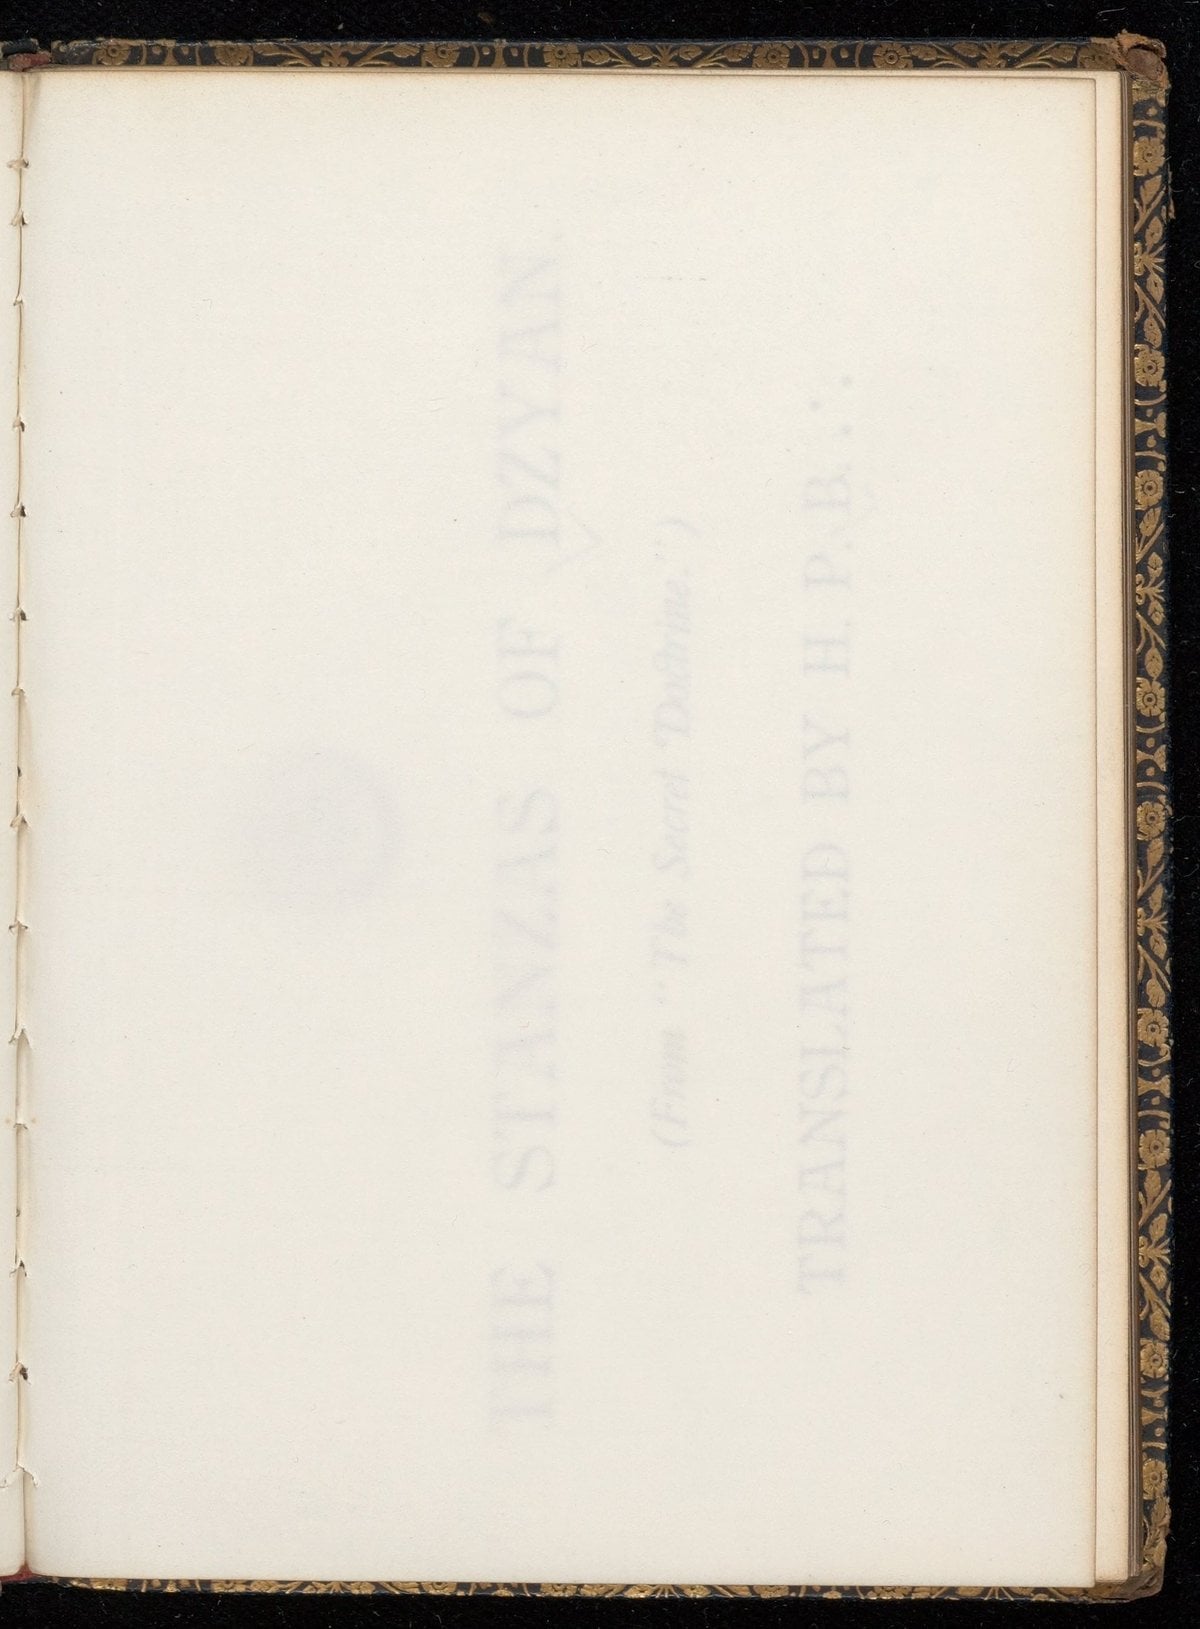 THE STANZAS OF DZYAN
(From "The Secret Doctrine.")
TRANSLATED BY H. P. B ∴